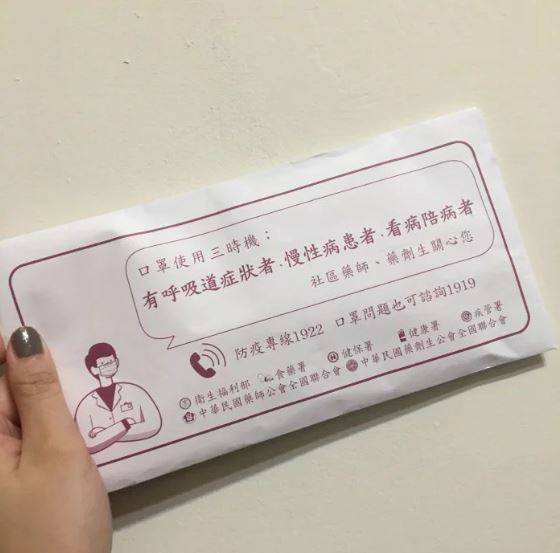 口罩使用三時機：
有呼吸道症狀者、慢性病患者、看病陪病者
社區藥師、藥劑生關心您
防疫專線1922 口罩問題也可諮詢1919
衛生福利部 食藥署 健保署 健康署 疾管署
中華民國藥師公會全國聯合會 中華民國藥劑生公會全國聯合會